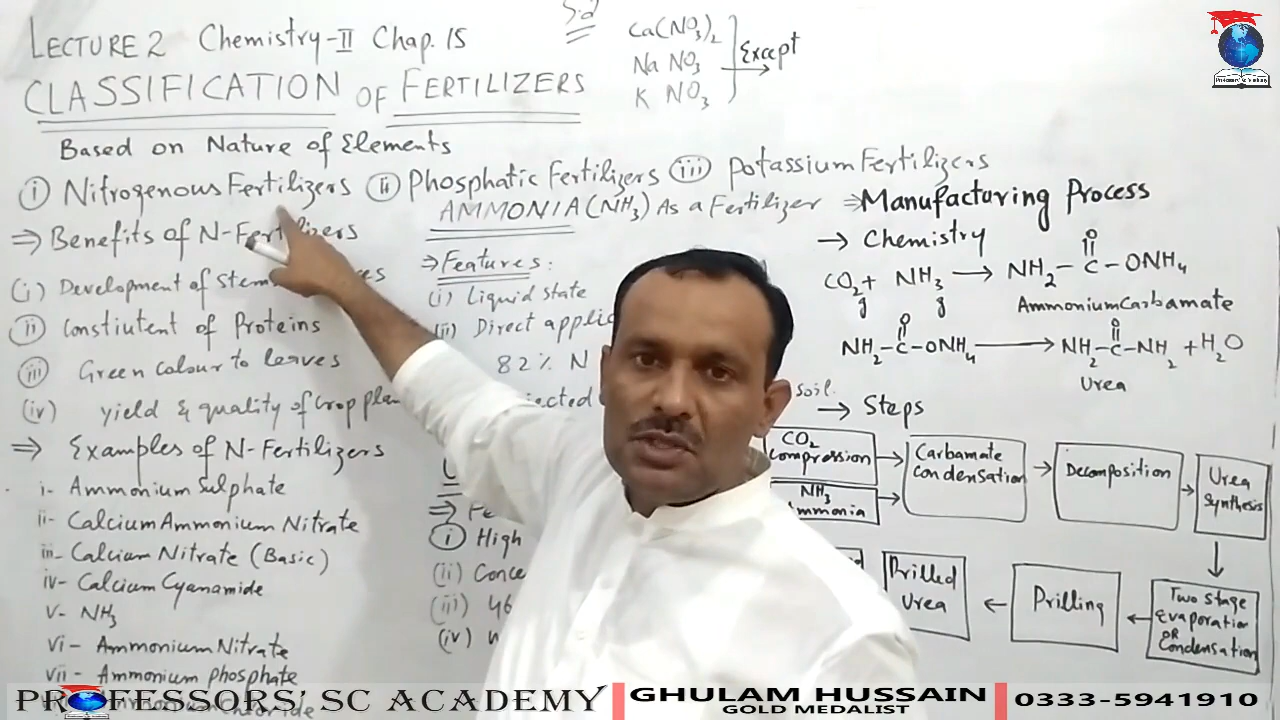 LECTURE 2 Chemistry-II Chap. 15
CLASSIFICATION OF FERTILIZERS
Ca(NO3)2
Na NO3
K NO3
Except
Based on Nature of Elements
(i) Nitrogenous Fertilizers (ii) Phosphatic Fertilizers (iii) Potassium Fertilizers
⇒ Benefits of N-Fertilizers
(i) Development of Stem
(ii) Constiutent of Proteins
(iii) Green colour to leaves
(iv) yield & quality of crop
⇒ Examples of N-Fertilizers
i- Ammonium Sulphate
ii- Calcium Ammonium Nitrate
iii- Calcium Nitrate (Basic)
iv- Calcium Cyanamide
v- NH3
vi- Ammonium Nitrate
vii- Ammonium phosphate
AMMONIA (NH3) As a Fertilizer
⇒ Features:
(i) Liquid State
(ii) Direct
82% N
soil.
(i) High
(ii)
(iii) 46
(iv)
⇒ Manufacturing Process
→ Chemistry
CO2 + NH3 → NH2 - C - ONH4
O
g g
Ammonium Carbamate
O O
NH2 - C - ONH4 → NH2 - C - NH2 + H2O
Urea
→ Steps
CO2
Compression
NH3
Carbamate
Condensation
Decomposition
Urea
Synthesis
Two Stage
Evaporation
OR
Condensation
Prilling
Prilled
Urea
PROFESSORS' SC ACADEMY
GHULAM HUSSAIN
GOLD MEDALIST
0333-5941910